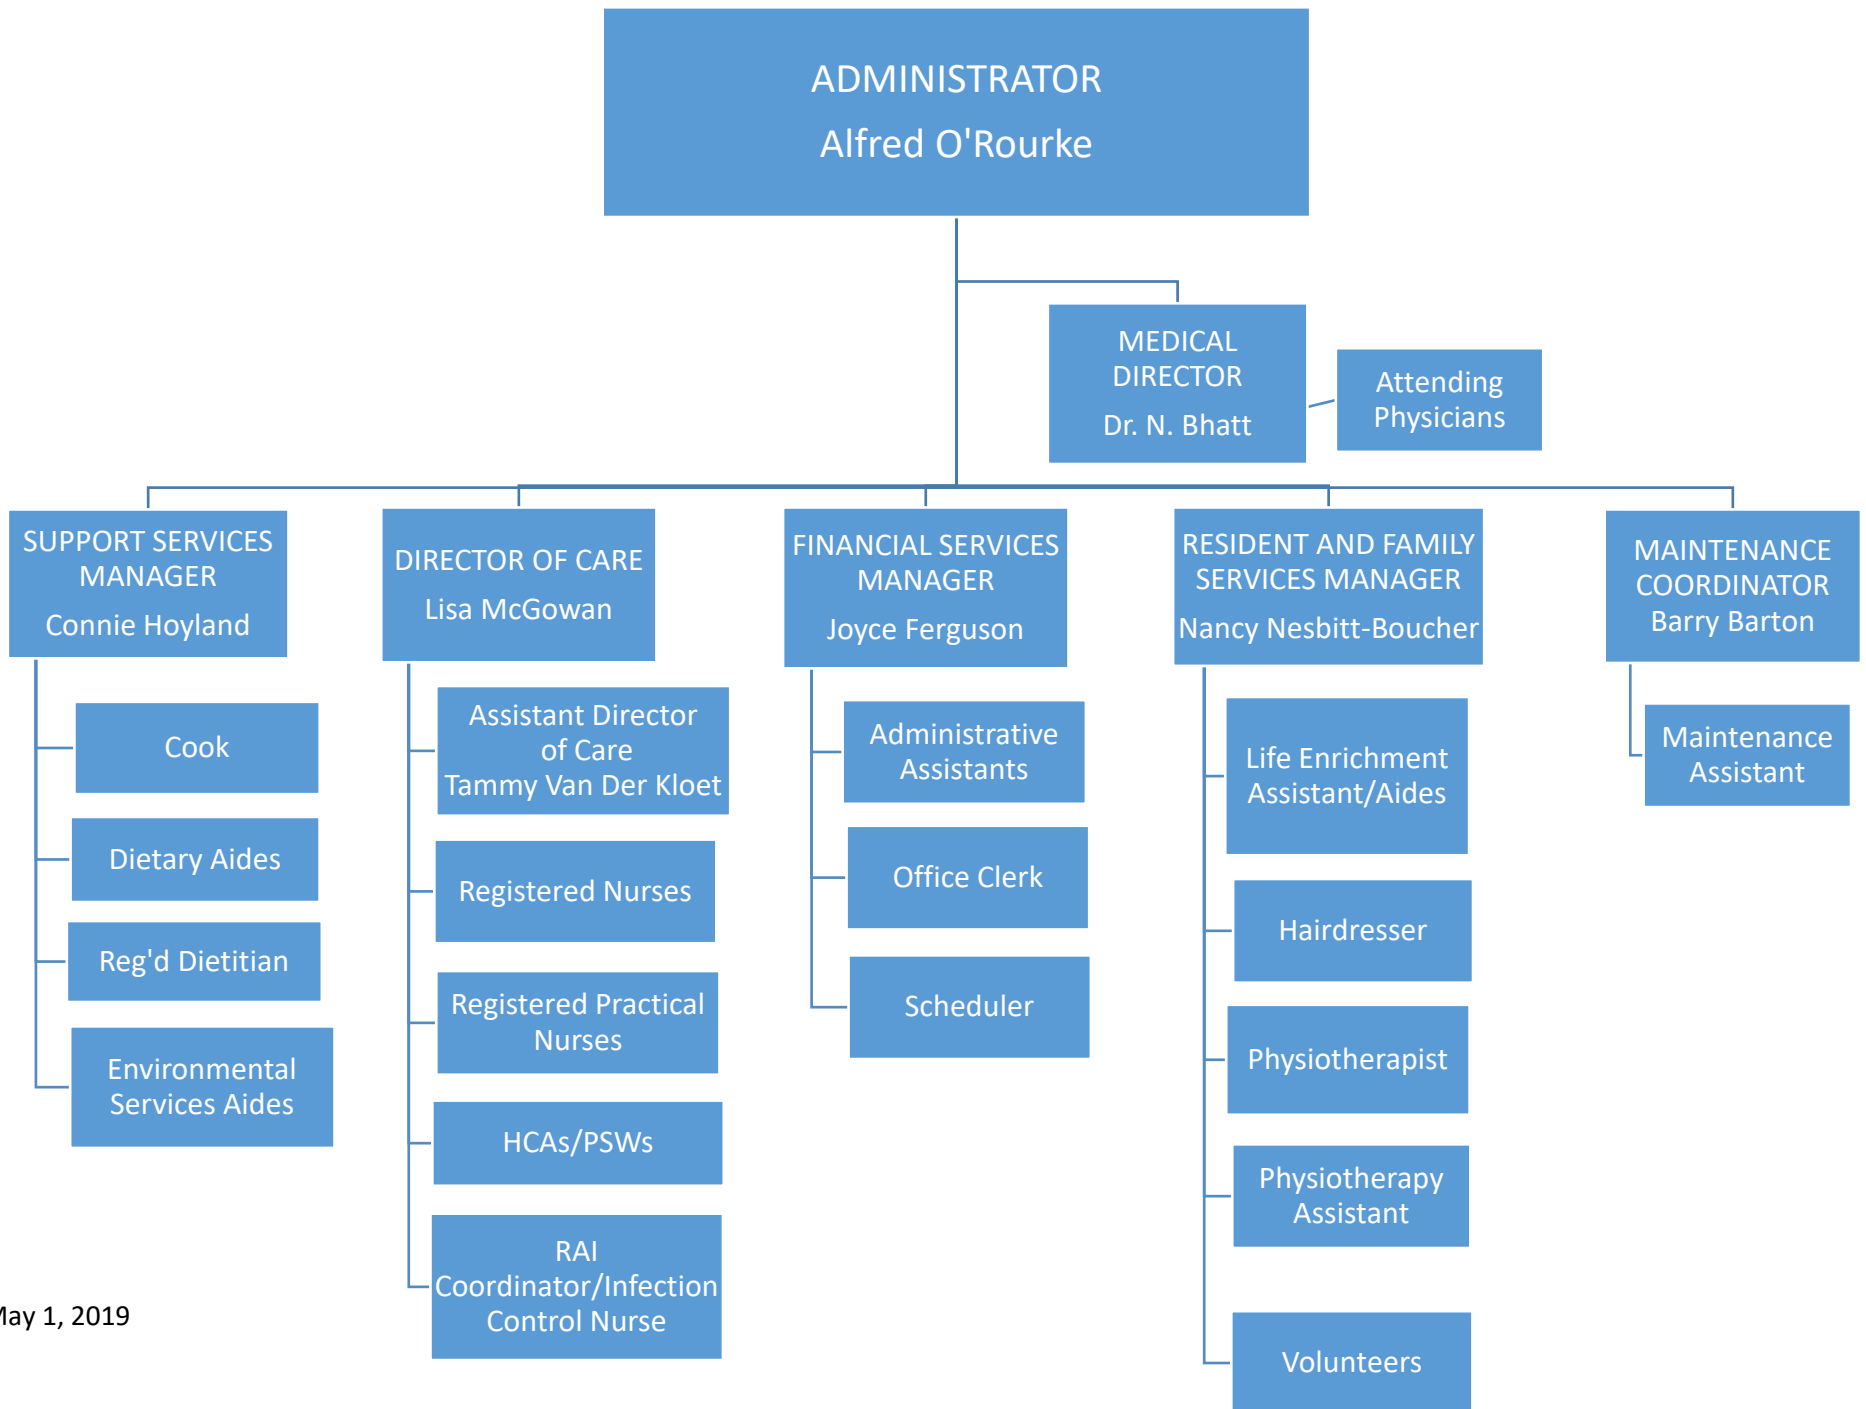 ADMINISTRATOR
Alfred O'Rourke
MEDICAL
DIRECTOR
Dr. N. Bhatt
Attending
Physicians
SUPPORT SERVICES
MANAGER
Connie Hoyland
Cook
Dietary Aides
Reg'd Dietitian
Environmental
Services Aides
DIRECTOR OF CARE
Lisa McGowan
Assistant Director
of Care
Tammy Van Der Kloet
Registered Nurses
Registered Practical
Nurses
HCAs/PSWs
RAI
Coordinator/Infection
Control Nurse
FINANCIAL SERVICES
MANAGER
Joyce Ferguson
Administrative
Assistants
Office Clerk
Scheduler
RESIDENT AND FAMILY
SERVICES MANAGER
Nancy Nesbitt-Boucher
Life Enrichment
Assistant/Aides
Hairdresser
Physiotherapist
Physiotherapy
Assistant
Volunteers
MAINTENANCE
COORDINATOR
Barry Barton
Maintenance
Assistant
May 1, 2019